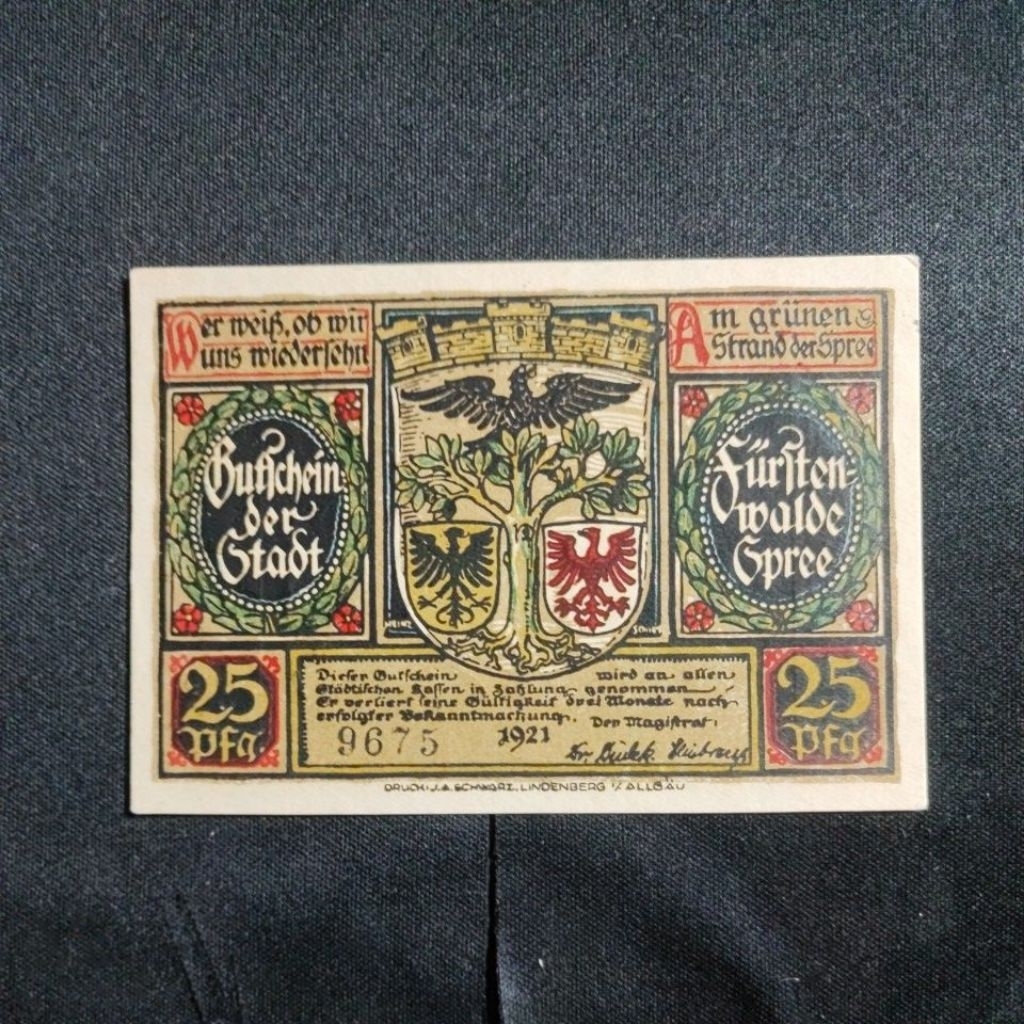 Wer weiß, ob wir
uns wiedersehn
Am grünen
Strand der Spree
Gutschein
der
Stadt
Fürsten-
walde
Spree
25
Pfg
Dieser Gutschein wird an allen
Städtischen Kassen in Zahlung genommen
Er verliert seine Gültigkeit drei Monate nach
erfolgter Bekanntmachung. Der Magistrat:
9675 1921
25
Pfg
DRUCK: J.A. SCHWARZ. LINDENBERG i/ ALLGÄU